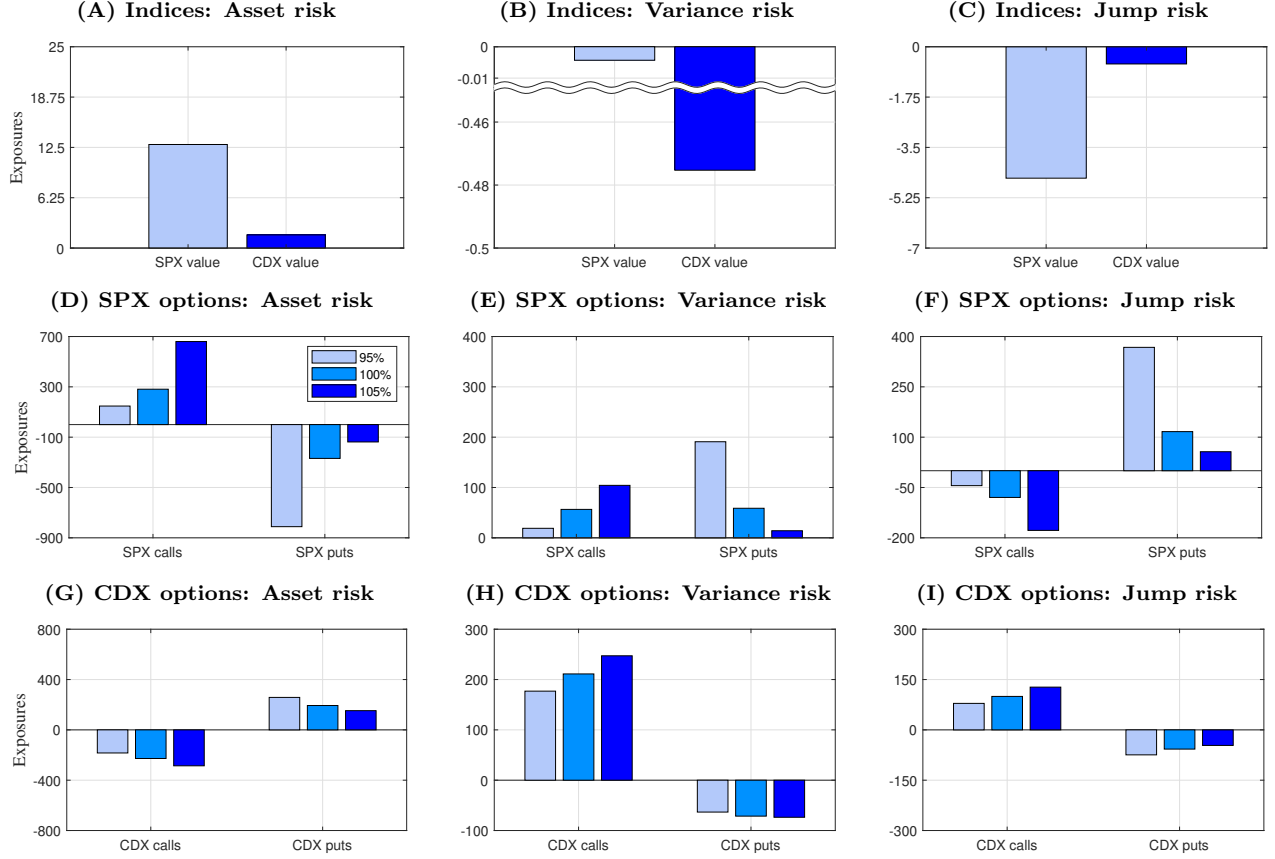 (A) Indices: Asset risk
Exposures
25
18.75
12.5
6.25
0
SPX value CDX value
(B) Indices: Variance risk
0
-0.01
-0.46
-0.48
-0.5
SPX value CDX value
(C) Indices: Jump risk
0
-1.75
-3.5
-5.25
-7
SPX value CDX value
(D) SPX options: Asset risk
Exposures
700
300
-100
-500
-900
95%
100%
105%
SPX calls SPX puts
(E) SPX options: Variance risk
400
300
200
100
0
SPX calls SPX puts
(F) SPX options: Jump risk
400
250
100
-50
-200
SPX calls SPX puts
(G) CDX options: Asset risk
Exposures
800
400
0
-400
-800
CDX calls CDX puts
(H) CDX options: Variance risk
300
200
100
0
-100
CDX calls CDX puts
(I) CDX options: Jump risk
300
150
0
-150
-300
CDX calls CDX puts